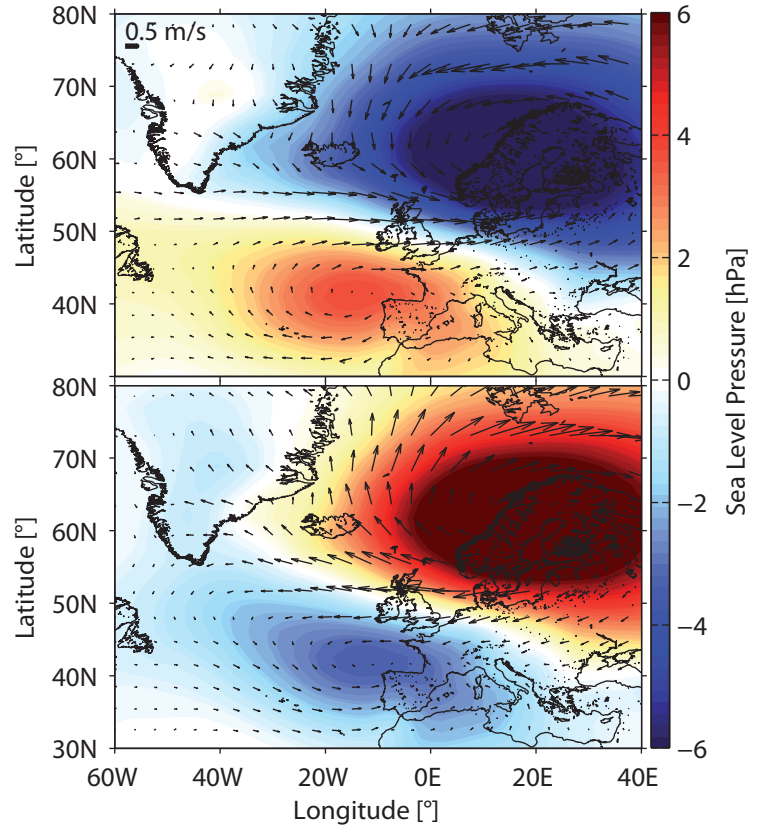 0.5 m/s
80N
70N
60N
50N
40N
Latitude [°]
80N
70N
60N
50N
40N
30N
Latitude [°]
60W
40W
20W
0E
20E
40E
Longitude [°]
6
4
2
0
−2
−4
−6
Sea Level Pressure [hPa]